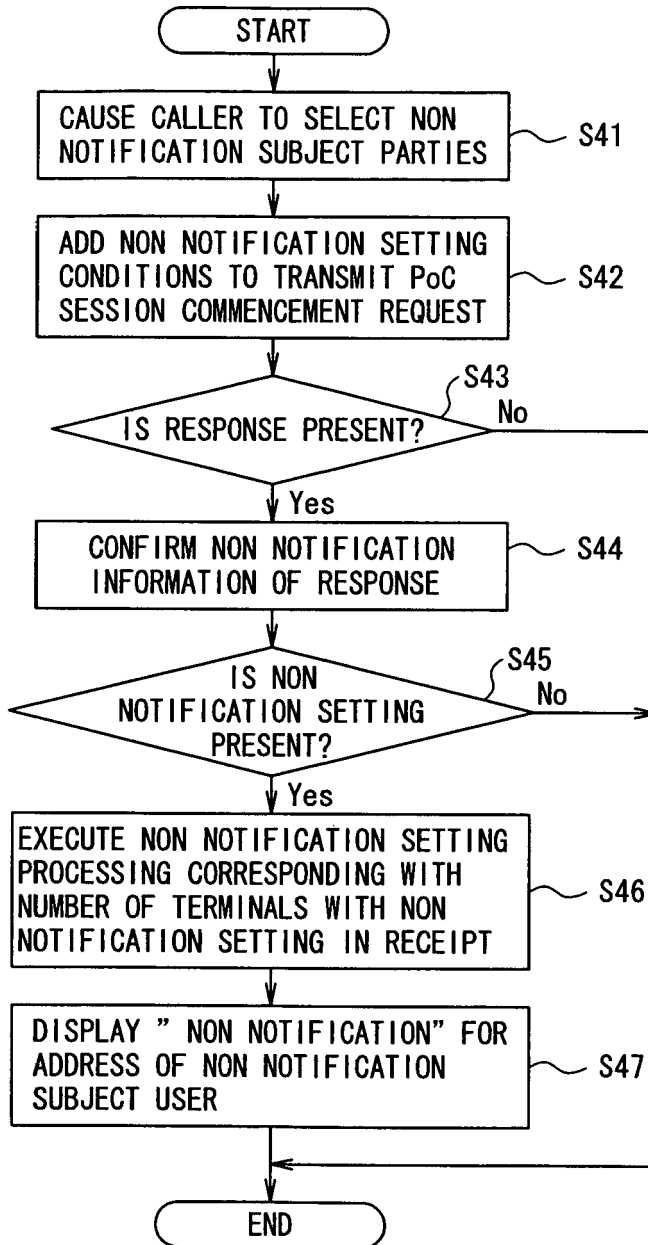 START
CAUSE CALLER TO SELECT NON
NOTIFICATION SUBJECT PARTIES
S41
ADD NON NOTIFICATION SETTING
CONDITIONS TO TRANSMIT PoC
SESSION COMMENCEMENT REQUEST
S42
S43
IS RESPONSE PRESENT?
No
Yes
CONFIRM NON NOTIFICATION
INFORMATION OF RESPONSE
S44
S45
IS NON
NOTIFICATION SETTING
PRESENT?
No
Yes
EXECUTE NON NOTIFICATION SETTING
PROCESSING CORRESPONDING WITH
NUMBER OF TERMINALS WITH NON
NOTIFICATION SETTING IN RECEIPT
S46
DISPLAY ” NON NOTIFICATION” FOR
ADDRESS OF NON NOTIFICATION
SUBJECT USER
S47
END